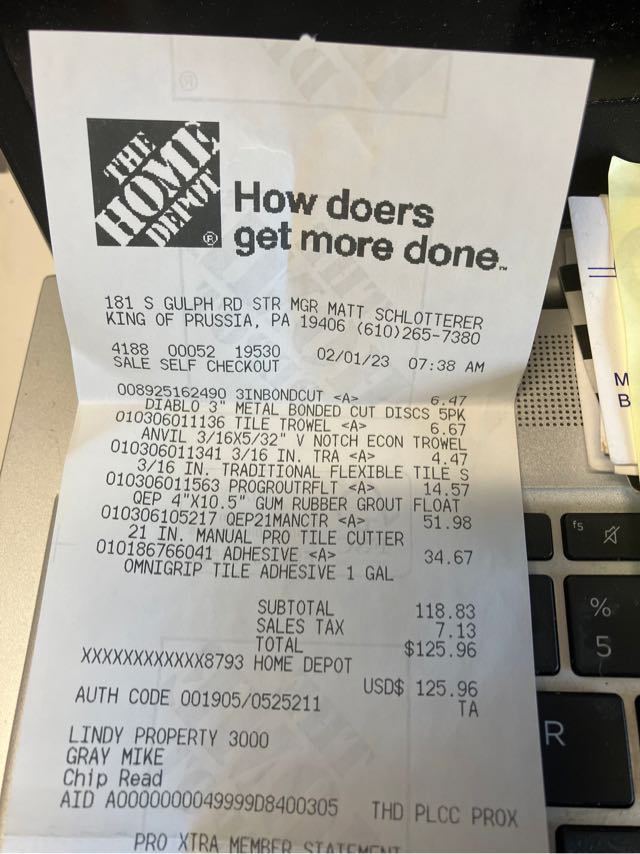 THE
HOME
DEPOT
®
How doers
get more done.™
181 S GULPH RD STR MGR MATT SCHLOTTERER
KING OF PRUSSIA, PA 19406 (610)265-7380
4188 00052 19530 02/01/23 07:38 AM
SALE SELF CHECKOUT
008925162490 3INBONDCUT <A> 6.47
DIABLO 3" METAL BONDED CUT DISCS 5PK
010306011136 TILE TROWEL <A> 6.67
ANVIL 3/16X5/32" V NOTCH ECON TROWEL
010306011341 3/16 IN. TRA <A> 4.47
3/16 IN. TRADITIONAL FLEXIBLE TILE S
010306011563 PROGROUTRFLT <A> 14.57
QEP 4"X10.5" GUM RUBBER GROUT FLOAT
010306105217 QEP21MANCTR <A> 51.98
21 IN. MANUAL PRO TILE CUTTER
010186766041 ADHESIVE <A> 34.67
OMNIGRIP TILE ADHESIVE 1 GAL
SUBTOTAL 118.83
SALES TAX 7.13
TOTAL $125.96
XXXXXXXXXXXX8793 HOME DEPOT
USD$ 125.96
AUTH CODE 001905/0525211 TA
LINDY PROPERTY 3000
GRAY MIKE
Chip Read
AID A0000000049999D8400305 THD PLCC PROX
PRO XTRA MEMBER STATEMENT
M
B
f5
%
5
R